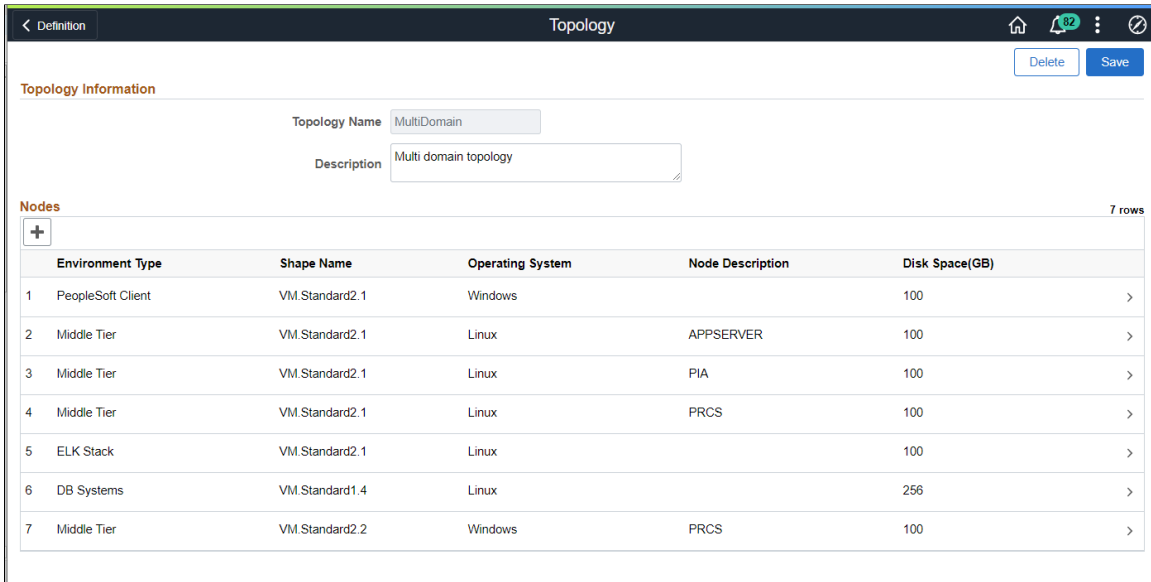 Definition
Topology
82
Delete
Save
Topology Information
Topology Name MultiDomain
Description Multi domain topology
Nodes
7 rows
Environment Type Shape Name Operating System Node Description Disk Space(GB)
1 PeopleSoft Client VM.Standard2.1 Windows 100
2 Middle Tier VM.Standard2.1 Linux APPSERVER 100
3 Middle Tier VM.Standard2.1 Linux PIA 100
4 Middle Tier VM.Standard2.1 Linux PRCS 100
5 ELK Stack VM.Standard2.1 Linux 100
6 DB Systems VM.Standard1.4 Linux 256
7 Middle Tier VM.Standard2.2 Windows PRCS 100